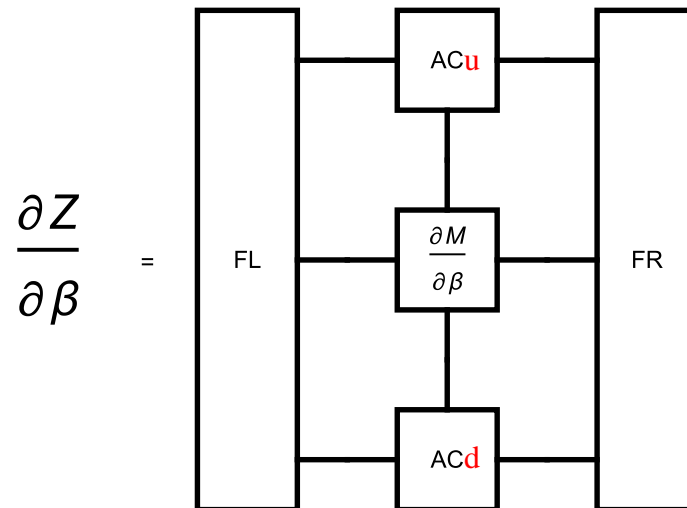 ACu
∂Z
∂β
=
FL
∂M
∂β
FR
ACd